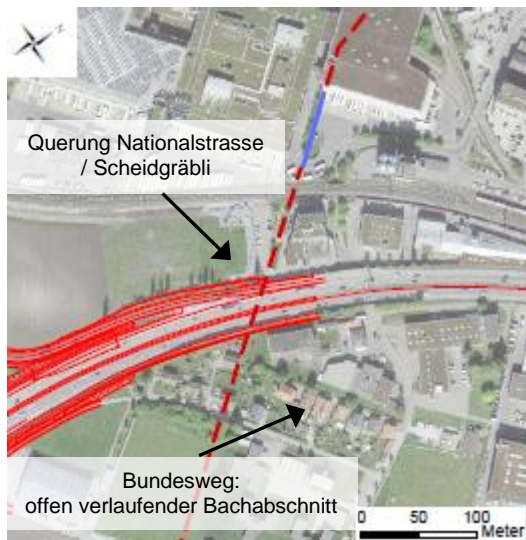 Querung Nationalstrasse
/ Scheidgräbli
Bundesweg:
offen verlaufender Bachabschnitt
0 50 100
Meter